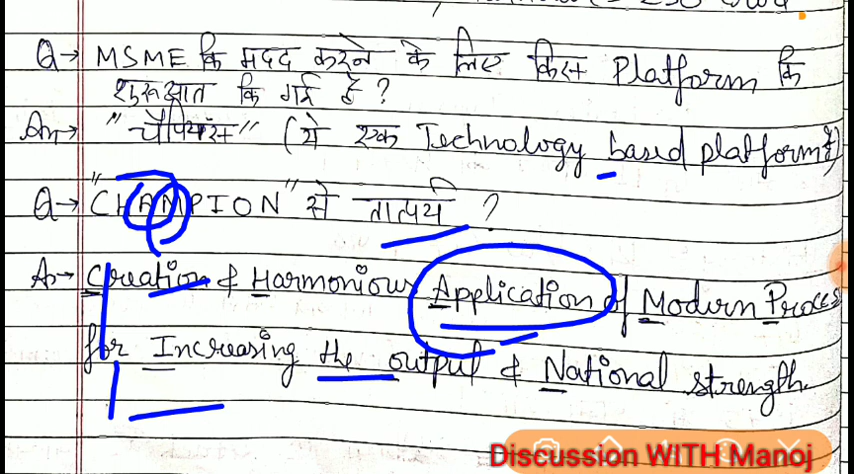 Q→ MSME कि मदद करने के लिए किस Platform कि
शुरूआत कि गई है ?
Ans→ "चैंपियंस" (ये एक Technology based platform है)
Q→ "CHAMPION" से तात्पर्य ?
A→ Creation & Harmonious Application of Modern Process
for Increasing the output & National strength.
Discussion WITH Manoj